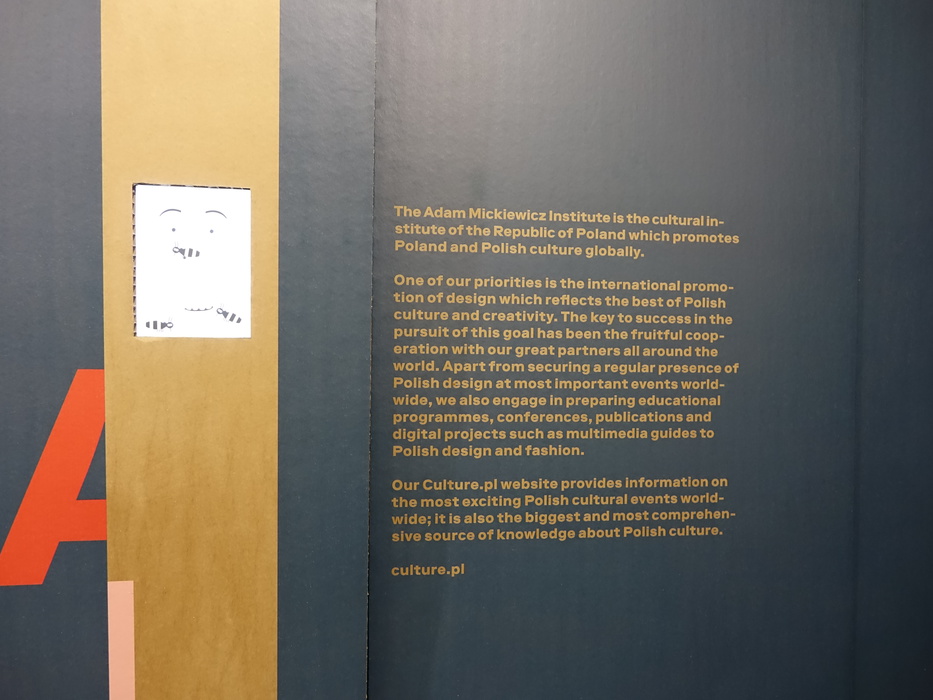 A
The Adam Mickiewicz Institute is the cultural in-
stitute of the Republic of Poland which promotes
Poland and Polish culture globally.
One of our priorities is the international promo-
tion of design which reflects the best of Polish
culture and creativity. The key to success in the
pursuit of this goal has been the fruitful coop-
eration with our great partners all around the
world. Apart from securing a regular presence of
Polish design at most important events world-
wide, we also engage in preparing educational
programmes, conferences, publications and
digital projects such as multimedia guides to
Polish design and fashion.
Our Culture.pl website provides information on
the most exciting Polish cultural events world-
wide; it is also the biggest and most comprehen-
sive source of knowledge about Polish culture.
culture.pl